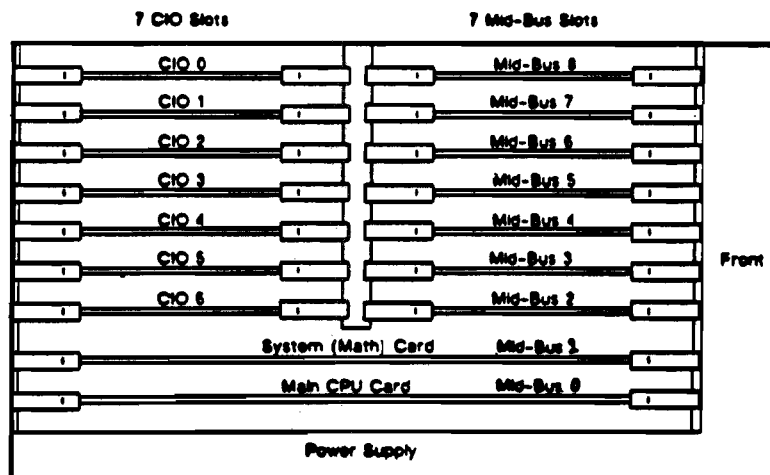 7 CIO Slots 7 Mid-Bus Slots
CIO 0 Mid-Bus 8
CIO 1 Mid-Bus 7
CIO 2 Mid-Bus 6
CIO 3 Mid-Bus 5
CIO 4 Mid-Bus 4
CIO 5 Mid-Bus 3
Front
CIO 6 Mid-Bus 2
System (Math) Card Mid-Bus 1
Main CPU Card Mid-Bus 0
Power Supply